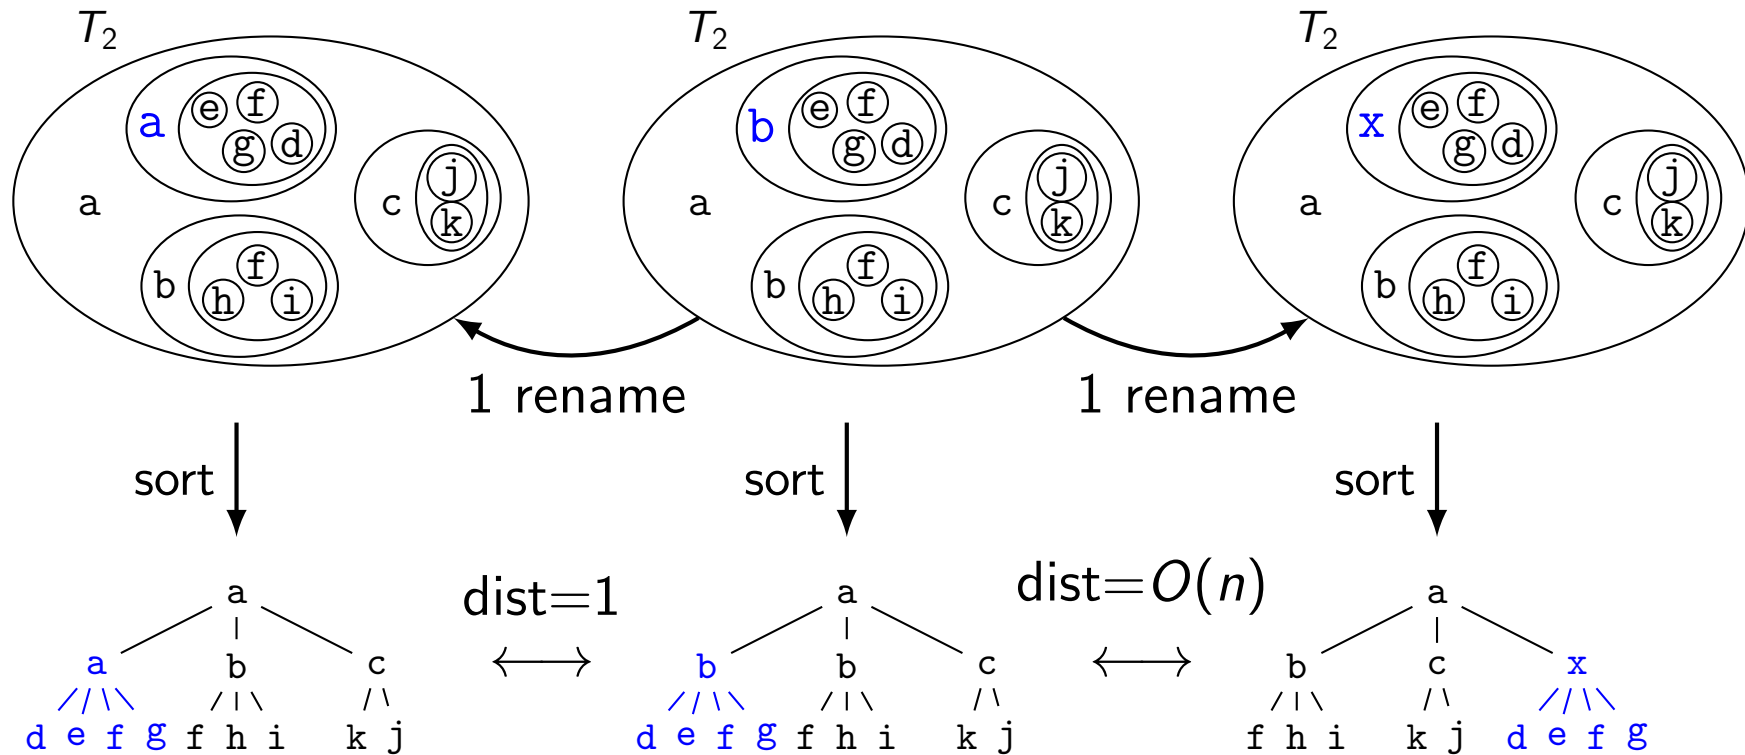 T₂ T₂ T₂
e f e f e f
a b x
g d g d g d
j j j
a c a c a c
k k k
f f f
b b b
h i h i h i
1 rename 1 rename
sort sort sort
dist=1 dist=O(n)
a a a
a b c b b c b c x
d e f g f h i k j d e f g f h i k j f h i k j d e f g